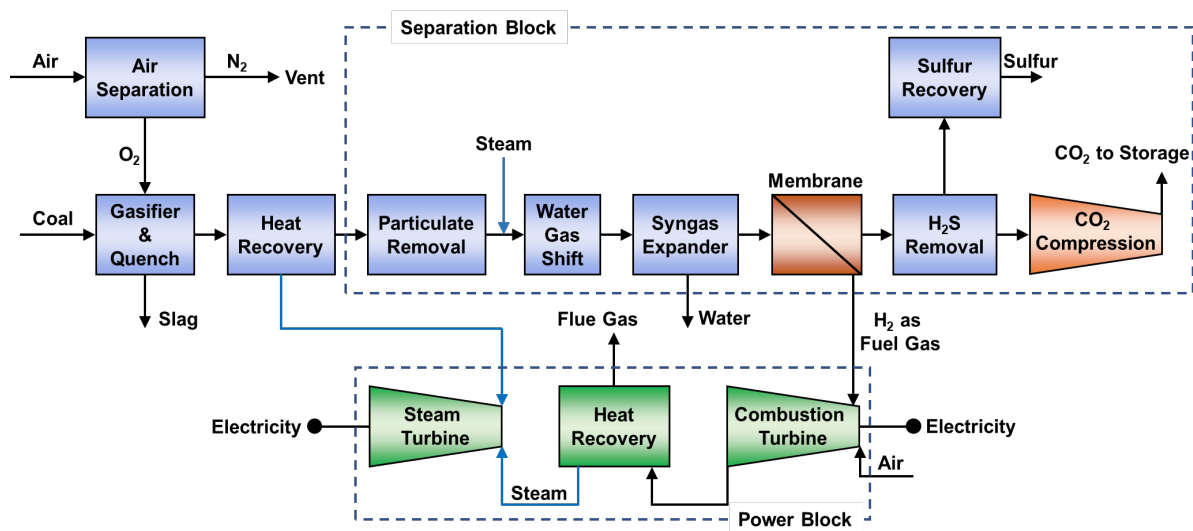 Separation Block
Air
Air
Separation
N₂
Vent
Sulfur
Recovery
Sulfur
O₂
Steam
CO₂ to Storage
Coal
Gasifier
&
Quench
Heat
Recovery
Particulate
Removal
Water
Gas
Shift
Syngas
Expander
Membrane
H₂S
Removal
CO₂
Compression
Slag
Flue Gas
Water
H₂ as
Fuel Gas
Electricity
Steam
Turbine
Heat
Recovery
Combustion
Turbine
Electricity
Steam
Air
Power Block